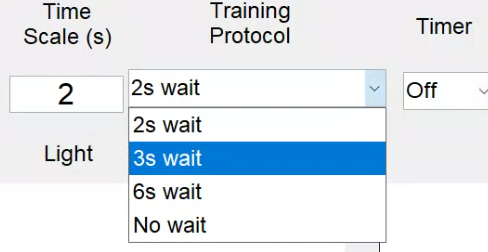 Time
Scale (s)
Training
Protocol
Timer
2
2s wait
Off
Light
2s wait
3s wait
6s wait
No wait